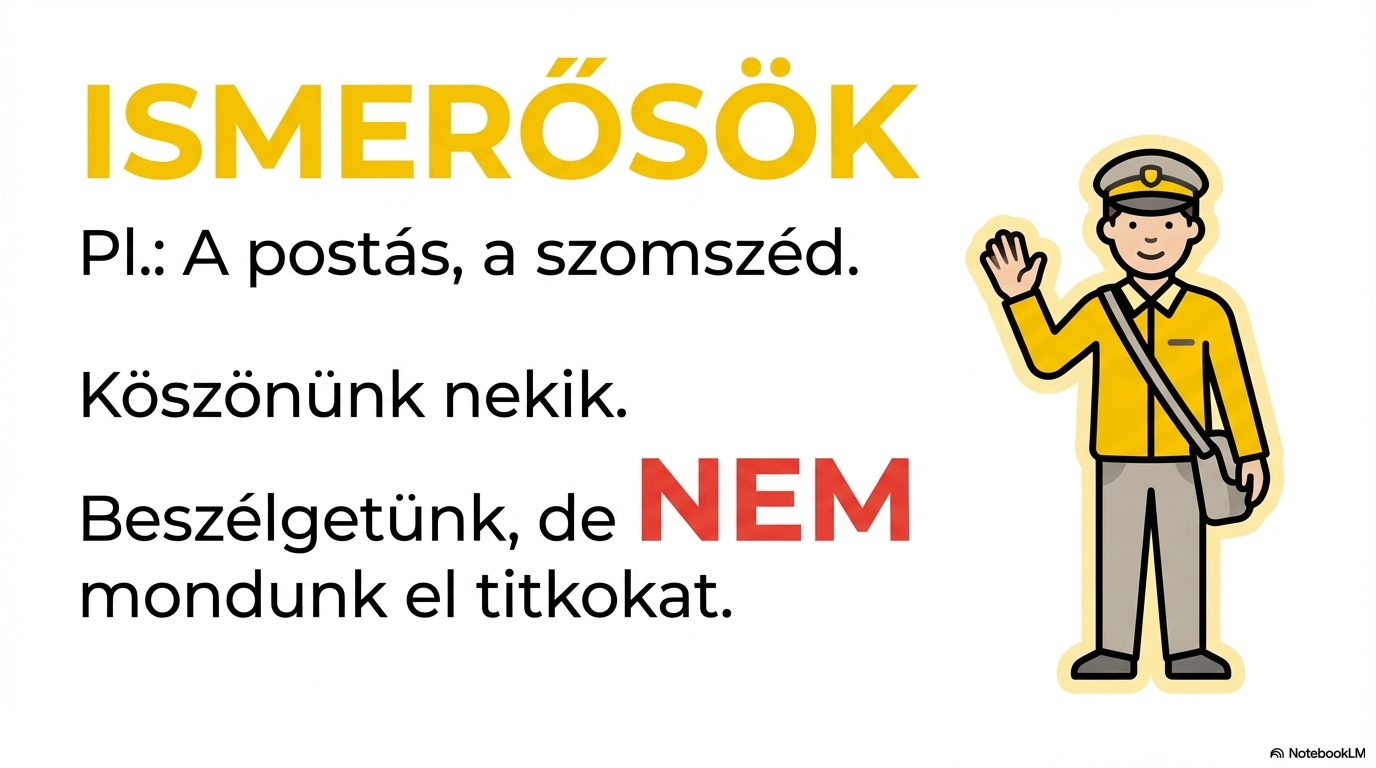 ISMERŐSÖK
Pl.: A postás, a szomszéd.
Köszönünk nekik.
Beszélgetünk, de NEM
mondunk el titkokat.
NotebookLM